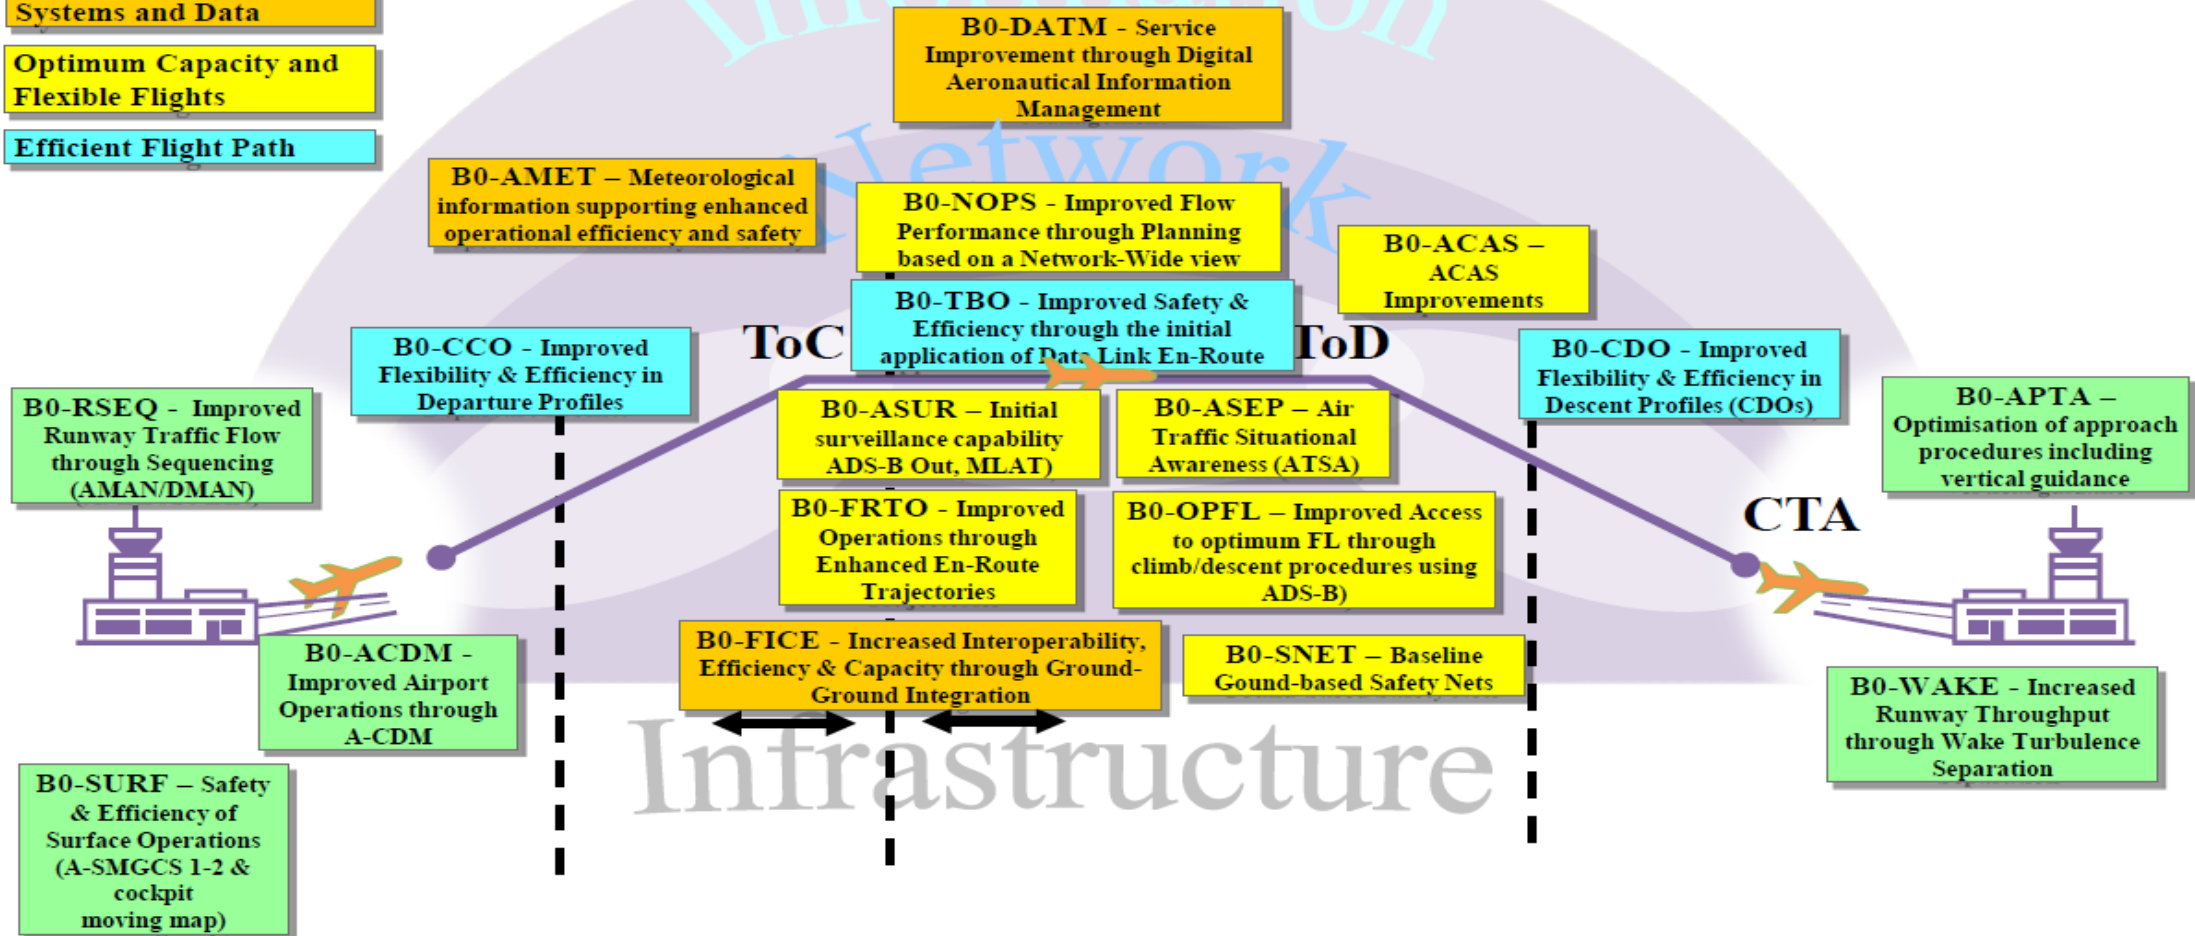 Systems and Data
Optimum Capacity and
Flexible Flights
Efficient Flight Path
Information
Network
Infrastructure
B0-DATM - Service
Improvement through Digital
Aeronautical Information
Management
B0-AMET – Meteorological
information supporting enhanced
operational efficiency and safety
B0-NOPS - Improved Flow
Performance through Planning
based on a Network-Wide view
B0-ACAS –
ACAS
Improvements
B0-TBO - Improved Safety &
Efficiency through the initial
application of Data Link En-Route
ToC
ToD
B0-CCO - Improved
Flexibility & Efficiency in
Departure Profiles
B0-CDO - Improved
Flexibility & Efficiency in
Descent Profiles (CDOs)
B0-RSEQ - Improved
Runway Traffic Flow
through Sequencing
(AMAN/DMAN)
B0-ASUR – Initial
surveillance capability
ADS-B Out, MLAT)
B0-ASEP – Air
Traffic Situational
Awareness (ATSA)
B0-APTA –
Optimisation of approach
procedures including
vertical guidance
CTA
B0-FRTO - Improved
Operations through
Enhanced En-Route
Trajectories
B0-OPFL – Improved Access
to optimum FL through
climb/descent procedures using
ADS-B)
B0-ACDM -
Improved Airport
Operations through
A-CDM
B0-FICE - Increased Interoperability,
Efficiency & Capacity through Ground-
Ground Integration
B0-SNET – Baseline
Gound-based Safety Nets
B0-WAKE - Increased
Runway Throughput
through Wake Turbulence
Separation
B0-SURF – Safety
& Efficiency of
Surface Operations
(A-SMGCS 1-2 &
cockpit
moving map)